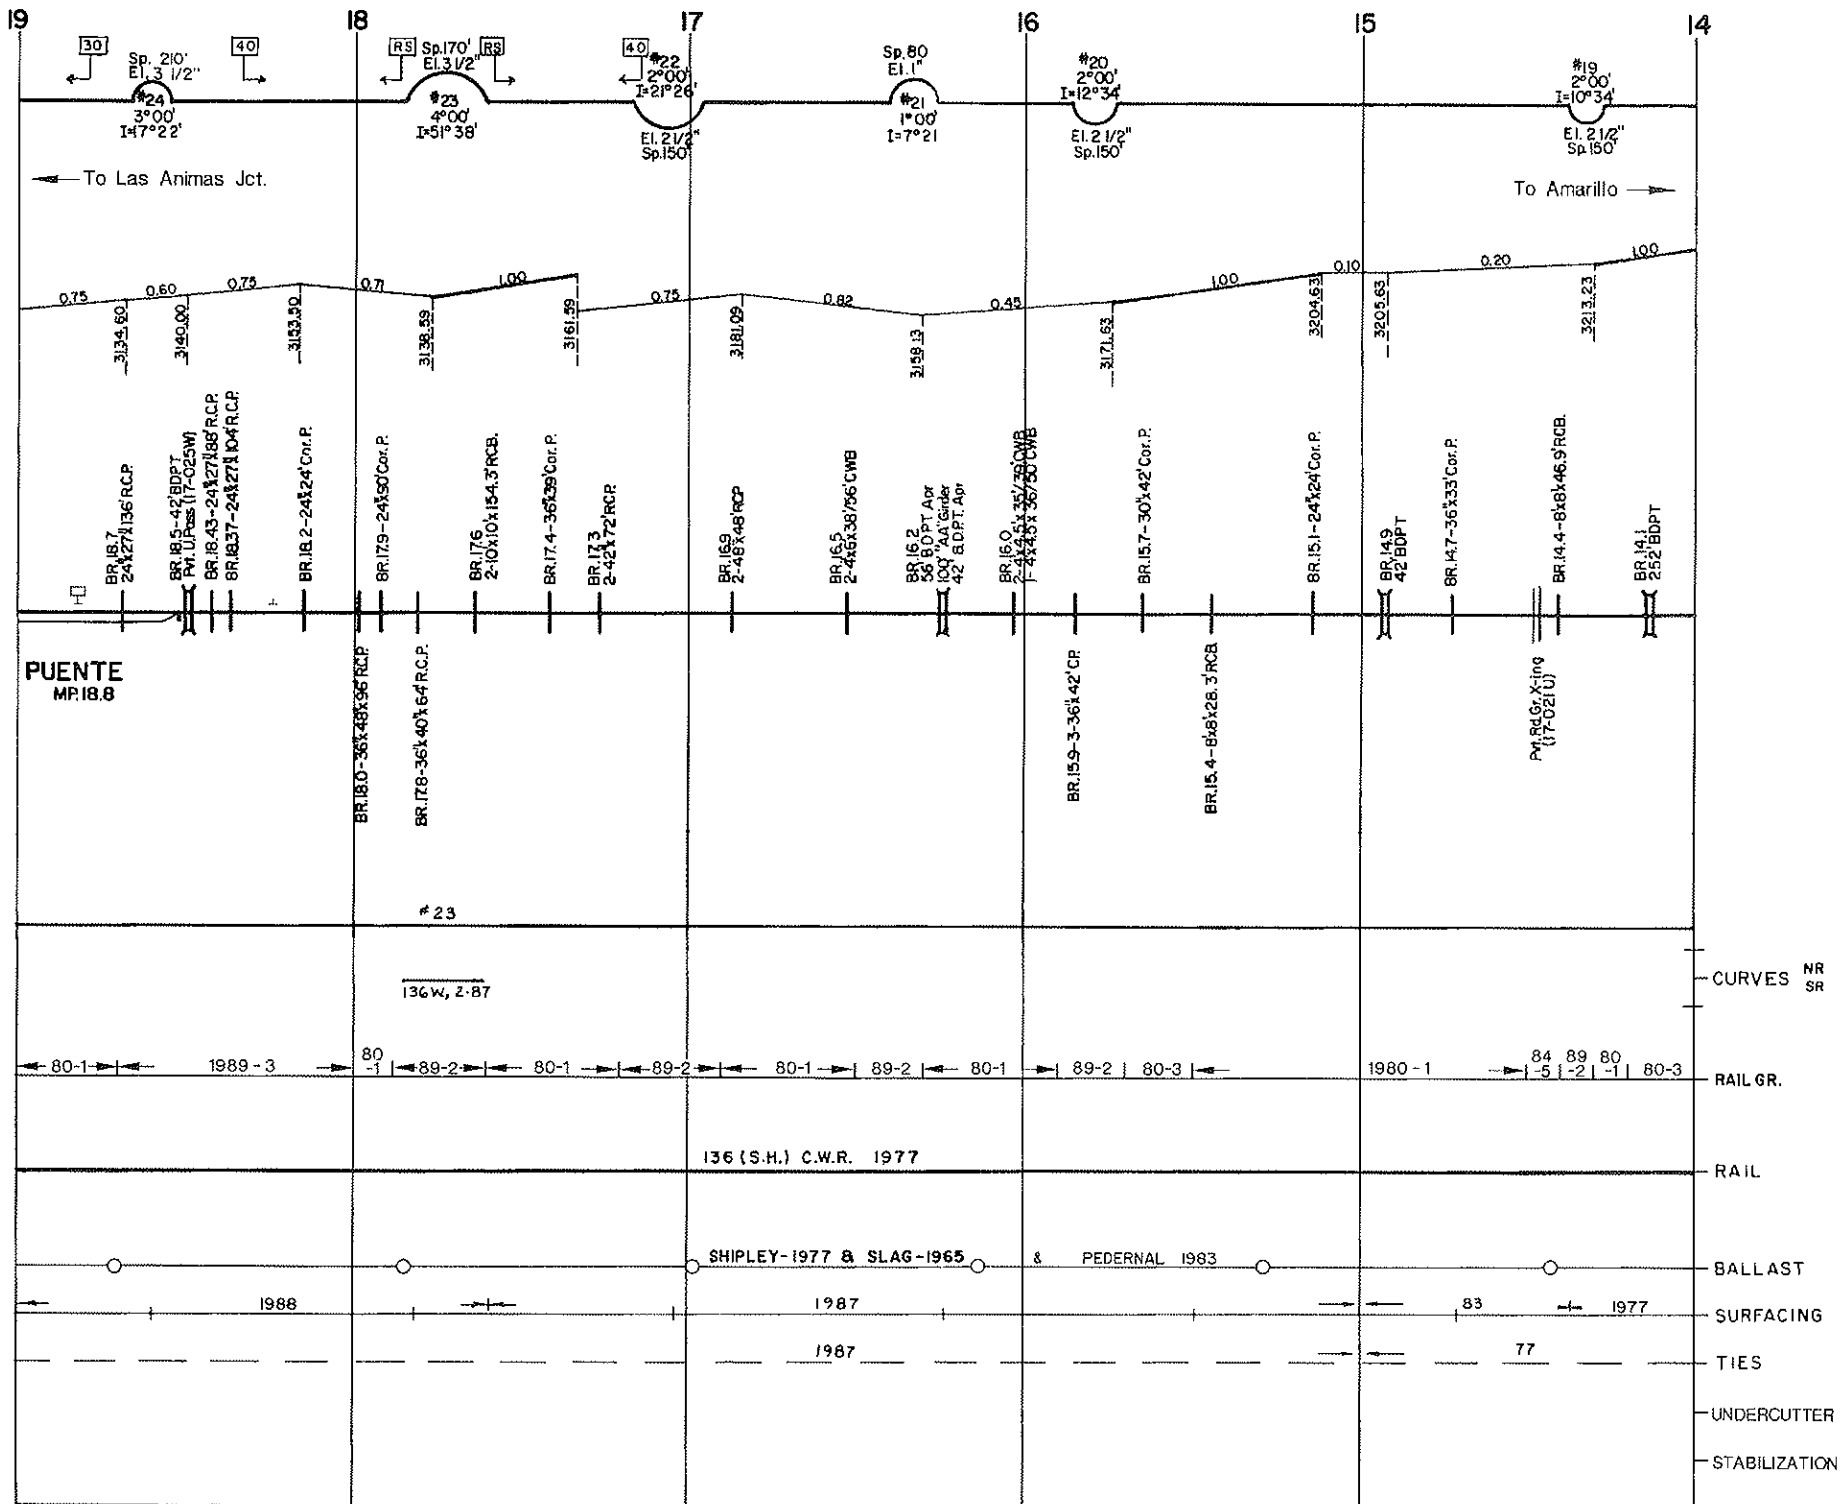 19 18 17 16 15 14
30
Sp. 210'
El. 3 1/2"
40
#24
3°00'
I=17°22'
RS
Sp.170'
El.3 1/2"
RS
#23
4°00'
I=51°38'
40
#22
2°00'
I=21°26'
El.2 1/2"
Sp.150'
Sp.80
El.1"
#21
1°00'
I=7°21
#20
2°00'
I=12°34'
El.2 1/2"
Sp.150'
#19
2°00'
I=10°34'
El.2 1/2"
Sp.150'
To Las Animas Jct.
To Amarillo
0.75 0.60 0.75 0.71 1.00 0.75 0.82 0.45 1.00 0.10 0.20 1.00
3134.60
3140.00
3153.50
3138.59
3161.59
3181.09
3158.13
3171.63
3204.63
3205.63
3213.23
BR.18.7
24"x27"x136'R.C.P.
BR.18.5-42'BDPT
Pvt. U.Pass (17-025W)
BR.18.43-24"x27"x88'R.C.P.
BR.18.37-24"x27"x104'R.C.P.
BR.18.2-24"x24'Cor.P.
BR.17.9-24"x90'Cor.P.
BR.17.6
2-10'x10'x154.3'RCB.
BR.17.4-36"x39'Cor.P.
BR.17.3
2-42"x72'RCP.
BR.16.9
2-48"x48'RCP
BR.16.5
2-4'x6'x38'/56'CWB
BR.16.2
56' B.D.P.T. Apr
100' "AA" Girder
42' B.D.P.T. Apr
BR.16.0
2-4'x4.5'x35'/39'CWB
1-4'x4.5'x36'/50'CWB
BR.15.7-30"x42'Cor.P.
BR.15.1-24"x24'Cor.P.
BR.14.9
42'BDPT
BR.14.7-36"x33'Cor.P.
BR.14.4-8'x8'x46.9'RCB.
BR.14.1
252'BDPT
PUENTE
MP.18.8
BR.18.0-36"x48"x96'R.C.P.
BR.17.8-36"x40"x64'R.C.P.
BR.15.9-3-36"x42'CP.
BR.15.4-8'x8'x28.3'RCB.
Pvt.Rd.Gr.X-ing
(17-021U)
#23
CURVES NR
SR
136W, 2-87
80-1 1989-3 80
-1 89-2 80-1 89-2 80-1 89-2 80-1 89-2 80-3 1980-1 84
-5 89
-2 80
-1 80-3
RAIL GR.
136 (S.H.) C.W.R. 1977
RAIL
SHIPLEY-1977 & SLAG-1965 & PEDERNAL 1983
BALLAST
1988 1987 83 1977
SURFACING
1987 77
TIES
UNDERCUTTER
STABILIZATION